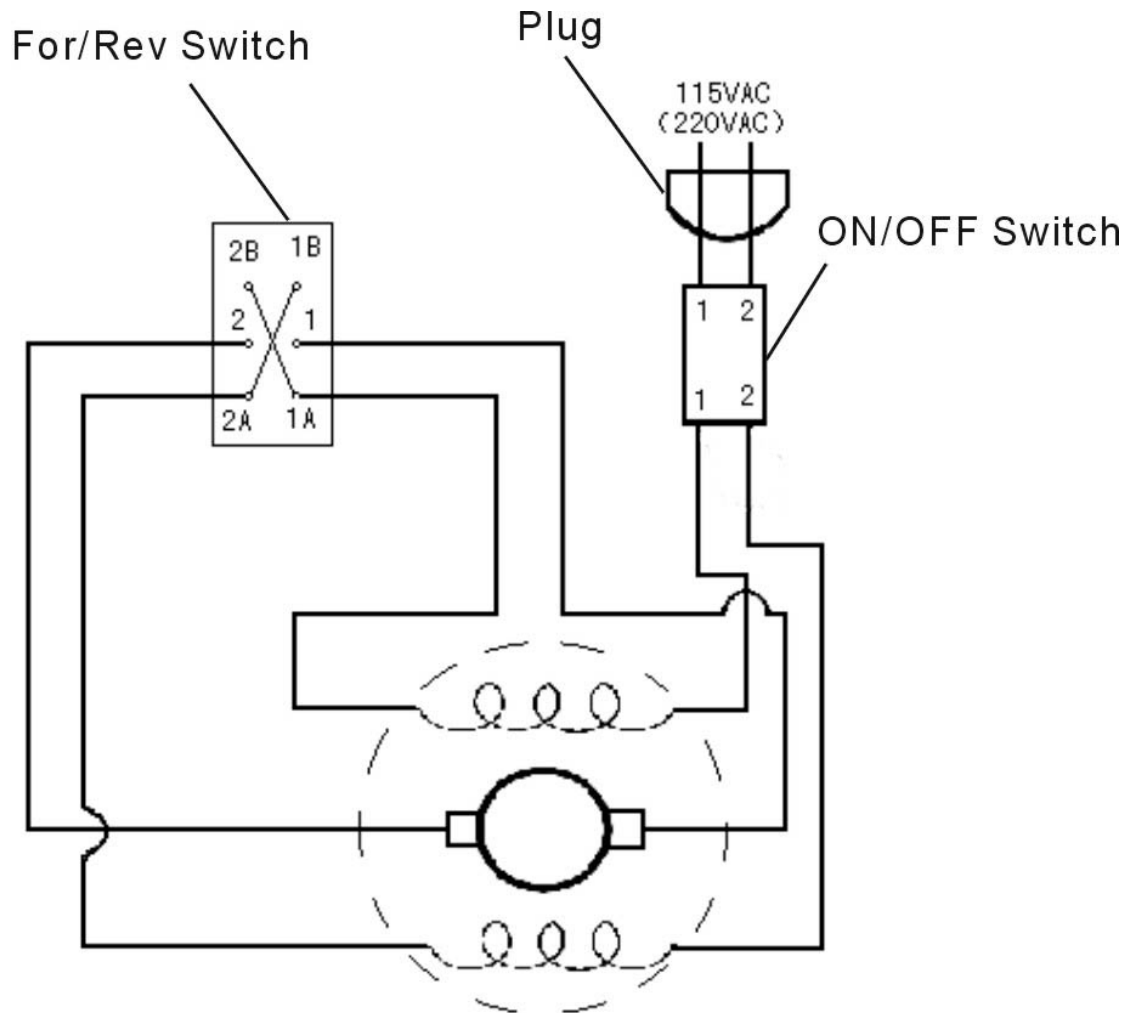 For/Rev Switch
Plug
115VAC
(220VAC)
ON/OFF Switch
2B 1B
2 1
2A 1A
1 2
1 2